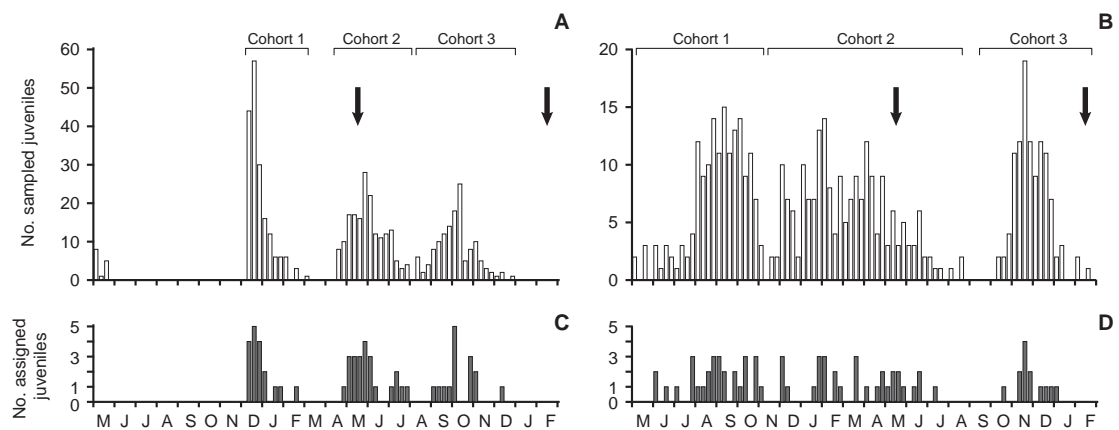 A
B
Cohort 1 Cohort 2 Cohort 3
Cohort 1 Cohort 2 Cohort 3
No. sampled juveniles
60
50
40
30
20
10
0
20
15
10
5
0
C
D
No. assigned
juveniles
5
3
1
0
5
3
1
0
M J J A S O N D J F M A M J J A S O N D J F
M J J A S O N D J F M A M J J A S O N D J F